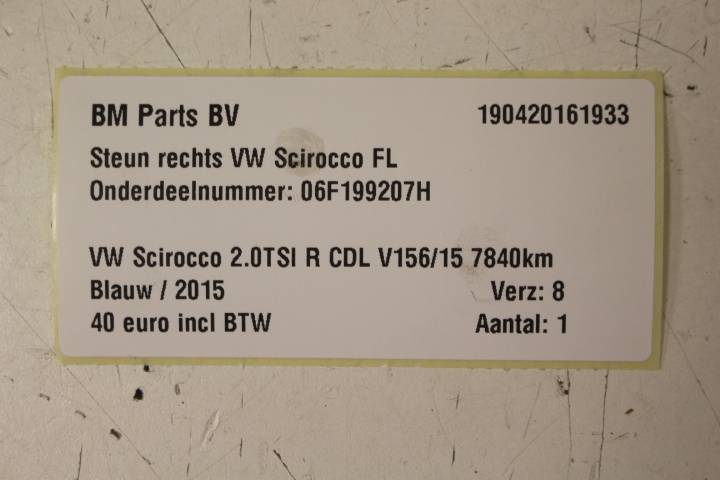 BM Parts BV 190420161933
Steun rechts VW Scirocco FL
Onderdeelnummer: 06F199207H
VW Scirocco 2.0TSI R CDL V156/15 7840km
Blauw / 2015 Verz: 8
40 euro incl BTW Aantal: 1